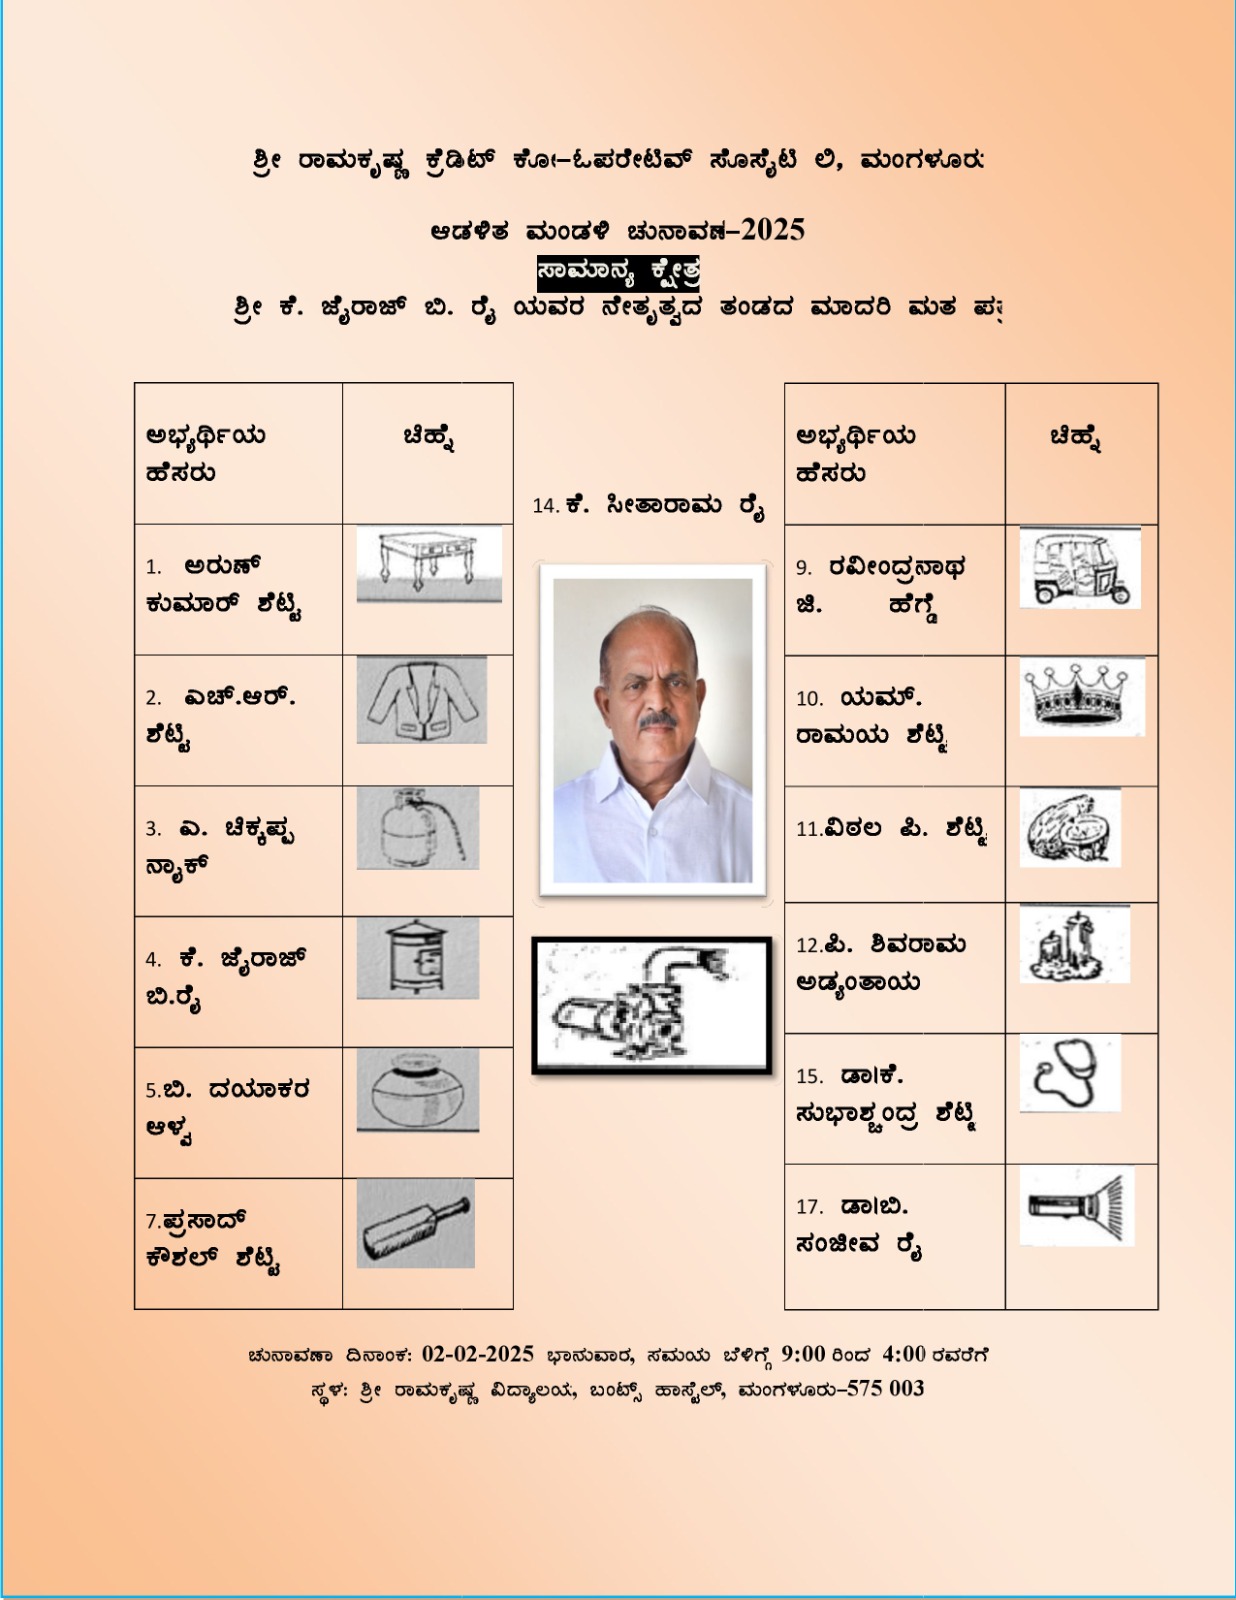 ಶ್ರೀ ರಾಮಕೃಷ್ಣ ಕ್ರೆಡಿಟ್ ಕೋ-ಓಪರೇಟಿವ್ ಸೊಸೈಟಿ ಲಿ, ಮಂಗಳೂರು
ಆಡಳಿತ ಮಂಡಳಿ ಚುನಾವಣೆ-2025
ಸಾಮಾನ್ಯ ಕ್ಷೇತ್ರ
ಶ್ರೀ ಕೆ. ಜೈರಾಜ್ ಬಿ. ರೈ ಯವರ ನೇತೃತ್ವದ ತಂಡದ ಮಾದರಿ ಮತ ಪತ್ರ
ಅಭ್ಯರ್ಥಿಯ
ಹೆಸರು
ಚಿಹ್ನೆ
1. ಅರುಣ್
ಕುಮಾರ್ ಶೆಟ್ಟಿ
2. ಎಚ್.ಆರ್.
ಶೆಟ್ಟಿ
3. ಎ. ಚಿಕ್ಕಪ್ಪ
ನ್ಯಾಕ್
4. ಕೆ. ಜೈರಾಜ್
ಬಿ.ರೈ
5.ಬಿ. ದಯಾಕರ
ಆಳ್ವ
7.ಪ್ರಸಾದ್
ಕೌಶಲ್ ಶೆಟ್ಟಿ
14. ಕೆ. ಸೀತಾರಾಮ ರೈ
ಅಭ್ಯರ್ಥಿಯ
ಹೆಸರು
ಚಿಹ್ನೆ
9. ರವೀಂದ್ರನಾಥ
ಜಿ. ಹೆಗ್ಡೆ
10. ಯಮ್.
ರಾಮಯ ಶೆಟ್ಟಿ
11.ವಿಠಲ ಪಿ. ಶೆಟ್ಟಿ
12.ಪಿ. ಶಿವರಾಮ
ಅಡ್ಯಂತಾಯ
15. ಡಾ|ಕೆ.
ಸುಭಾಶ್ಚಂದ್ರ ಶೆಟ್ಟಿ
17. ಡಾ|ಬಿ.
ಸಂಜೀವ ರೈ
ಚುನಾವಣಾ ದಿನಾಂಕ: 02-02-2025 ಭಾನುವಾರ, ಸಮಯ ಬೆಳಿಗ್ಗೆ 9:00 ರಿಂದ 4:00 ರವರೆಗೆ
ಸ್ಥಳ: ಶ್ರೀ ರಾಮಕೃಷ್ಣ ವಿದ್ಯಾಲಯ, ಬಂಟ್ಸ್ ಹಾಸ್ಟೆಲ್, ಮಂಗಳೂರು-575 003